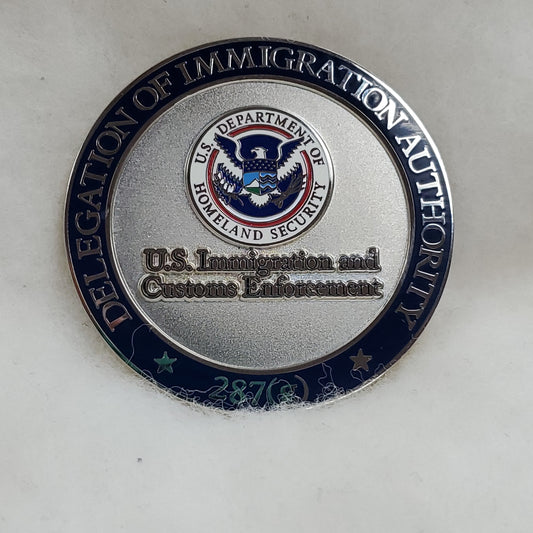 DELEGATION OF IMMIGRATION AUTHORITY
U.S. DEPARTMENT OF
HOMELAND SECURITY
U.S. Immigration and
Customs Enforcement
287(g)